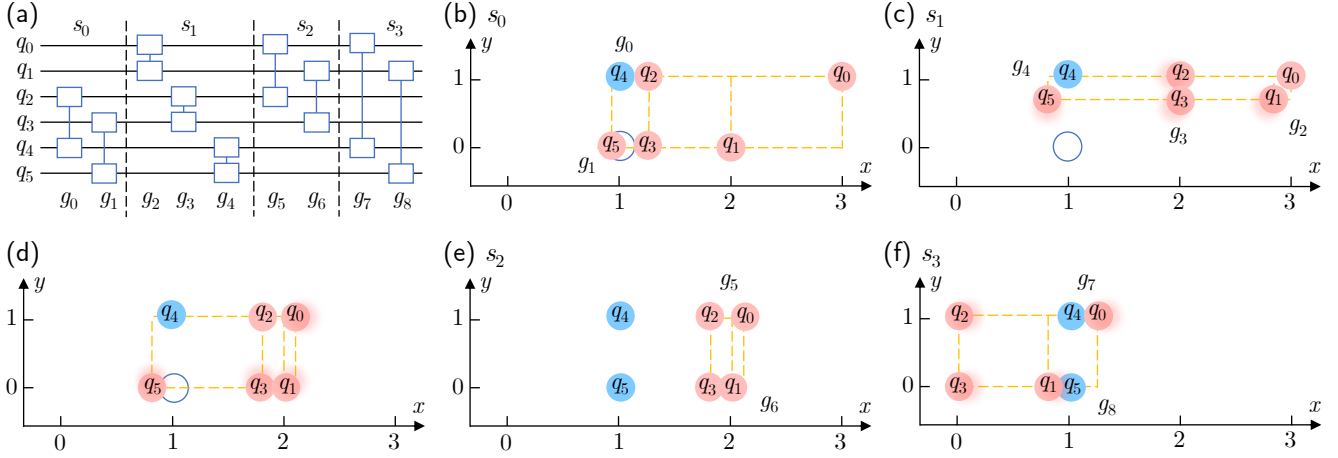 (a)
s₀ s₁ s₂ s₃
q₀
q₁
q₂
q₃
q₄
q₅
g₀ g₁ g₂ g₃ g₄ g₅ g₆ g₇ g₈
(b) s₀
y
g₀
1 q₄ q₂ q₀
0 q₅ q₃ q₁
g₁
x
0 1 2 3
(c) s₁
y
g₄
1 q₄ q₂ q₀
q₅ q₃ q₁
g₃ g₂
0
x
0 1 2 3
(d)
y
1 q₄ q₂ q₀
0 q₅ q₃ q₁
x
0 1 2 3
(e) s₂
y
g₅
1 q₄ q₂ q₀
0 q₅ q₃ q₁
g₆
x
0 1 2 3
(f) s₃
y
g₇
1 q₂ q₄ q₀
0 q₃ q₁ q₅
g₈
x
0 1 2 3